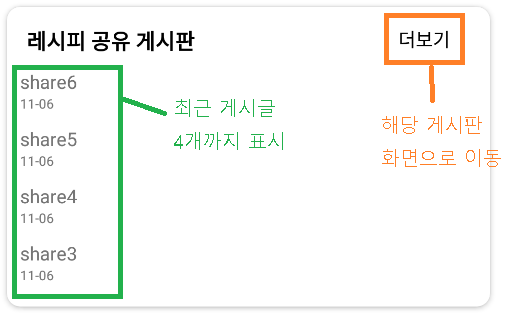 레시피 공유 게시판
더보기
share6
11-06
share5
11-06
share4
11-06
share3
11-06
최근 게시글
4개까지 표시
해당 게시판
화면으로 이동